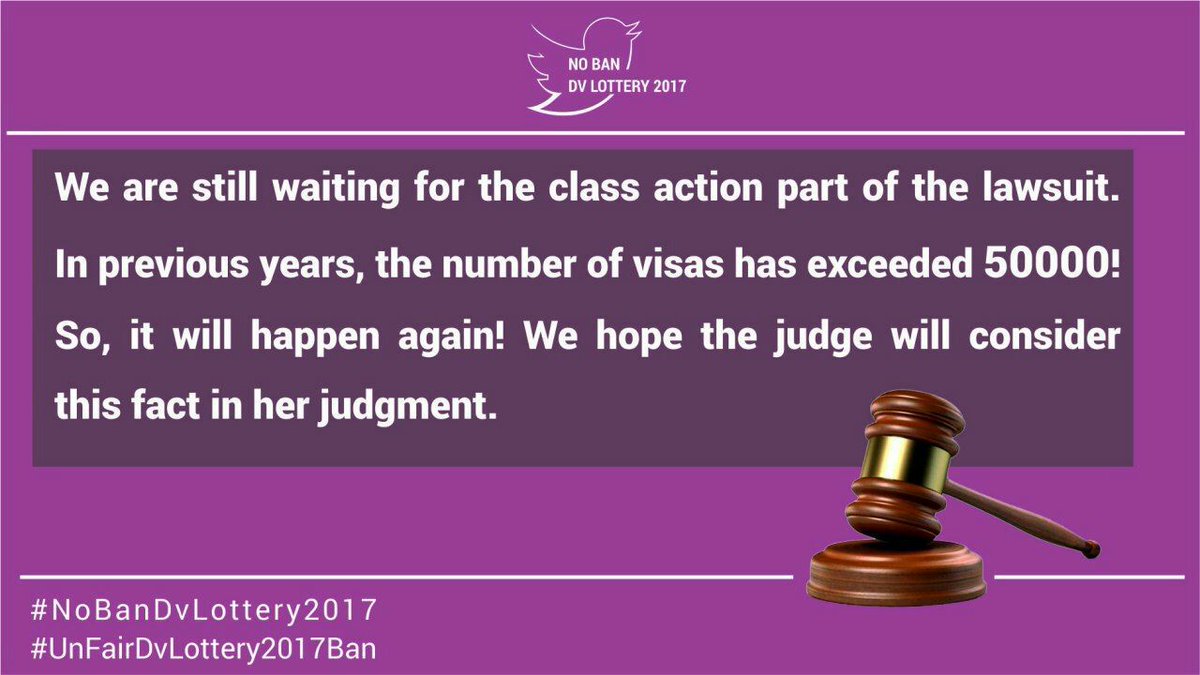 NO BAN
DV LOTTERY 2017
We are still waiting for the class action part of the lawsuit.
In previous years, the number of visas has exceeded 50000!
So, it will happen again! We hope the judge will consider
this fact in her judgment.
#NoBanDvLottery2017
#UnFairDvLottery2017Ban